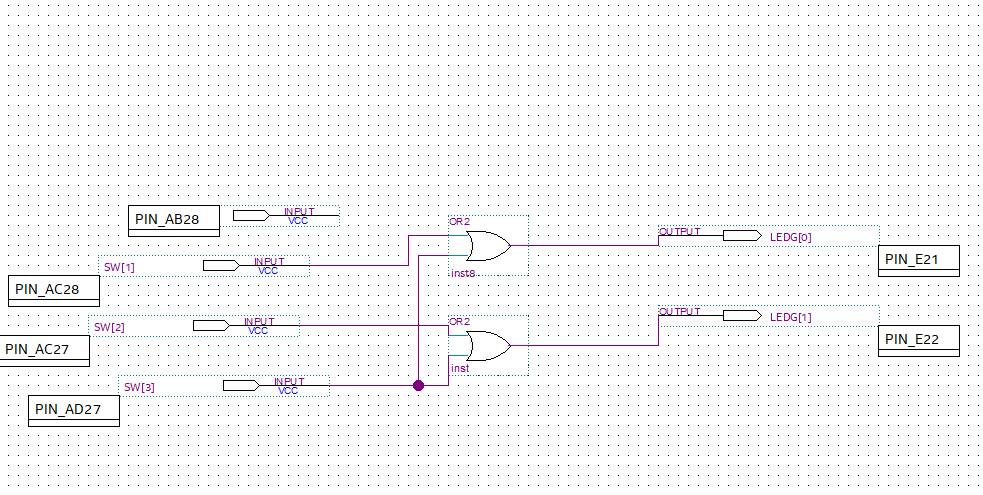 PIN_AB28
INPUT
VCC
OR2
OUTPUT
LEDG[0]
SW[1]
INPUT
VCC
inst8
PIN_E21
PIN_AC28
SW[2]
INPUT
VCC
OR2
OUTPUT
LEDG[1]
PIN_AC27
inst
PIN_E22
SW[3]
INPUT
VCC
PIN_AD27